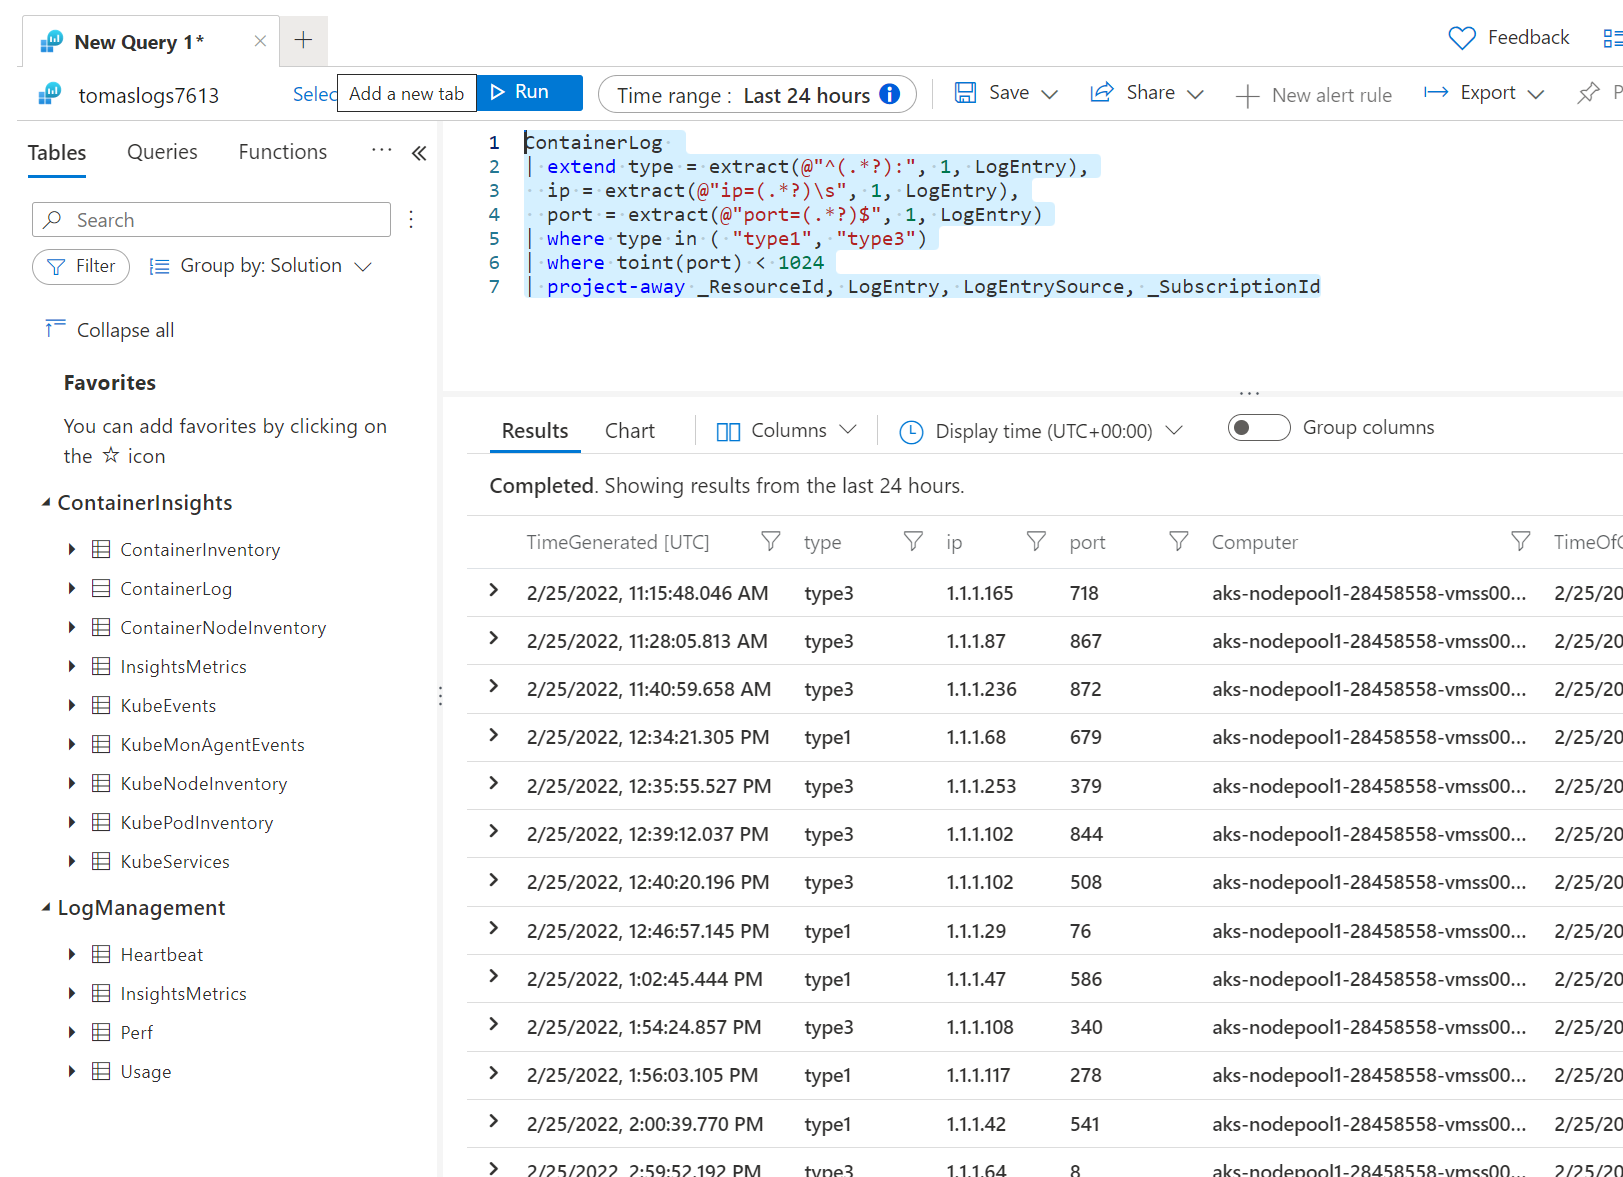 New Query 1*
Feedback
tomaslogs7613
Selec
Add a new tab
Run
Time range : Last 24 hours
Save
Share
New alert rule
Export
P
Tables
Queries
Functions
Search
Filter
Group by: Solution
Collapse all
Favorites
You can add favorites by clicking on
the ☆ icon
ContainerInsights
ContainerInventory
ContainerLog
ContainerNodeInventory
InsightsMetrics
KubeEvents
KubeMonAgentEvents
KubeNodeInventory
KubePodInventory
KubeServices
LogManagement
Heartbeat
InsightsMetrics
Perf
Usage
1 ContainerLog
2 | extend type = extract(@"^(.*?):", 1, LogEntry),
3 ip = extract(@"ip=(.*?)\s", 1, LogEntry),
4 port = extract(@"port=(.*?)$", 1, LogEntry)
5 | where type in ( "type1", "type3")
6 | where toint(port) < 1024
7 | project-away _ResourceId, LogEntry, LogEntrySource, _SubscriptionId
Results
Chart
Columns
Display time (UTC+00:00)
Group columns
Completed. Showing results from the last 24 hours.
TimeGenerated [UTC] type ip port Computer TimeOfC
2/25/2022, 11:15:48.046 AM type3 1.1.1.165 718 aks-nodepool1-28458558-vmss00... 2/25/20
2/25/2022, 11:28:05.813 AM type3 1.1.1.87 867 aks-nodepool1-28458558-vmss00... 2/25/20
2/25/2022, 11:40:59.658 AM type3 1.1.1.236 872 aks-nodepool1-28458558-vmss00... 2/25/20
2/25/2022, 12:34:21.305 PM type1 1.1.1.68 679 aks-nodepool1-28458558-vmss00... 2/25/20
2/25/2022, 12:35:55.527 PM type3 1.1.1.253 379 aks-nodepool1-28458558-vmss00... 2/25/20
2/25/2022, 12:39:12.037 PM type3 1.1.1.102 844 aks-nodepool1-28458558-vmss00... 2/25/20
2/25/2022, 12:40:20.196 PM type3 1.1.1.102 508 aks-nodepool1-28458558-vmss00... 2/25/20
2/25/2022, 12:46:57.145 PM type1 1.1.1.29 76 aks-nodepool1-28458558-vmss00... 2/25/20
2/25/2022, 1:02:45.444 PM type1 1.1.1.47 586 aks-nodepool1-28458558-vmss00... 2/25/20
2/25/2022, 1:54:24.857 PM type3 1.1.1.108 340 aks-nodepool1-28458558-vmss00... 2/25/20
2/25/2022, 1:56:03.105 PM type1 1.1.1.117 278 aks-nodepool1-28458558-vmss00... 2/25/20
2/25/2022, 2:00:39.770 PM type1 1.1.1.42 541 aks-nodepool1-28458558-vmss00... 2/25/20
2/25/2022, 2:59:52.192 PM type3 1.1.1.64 8 aks-nodepool1-28458558-vmss00... 2/25/20